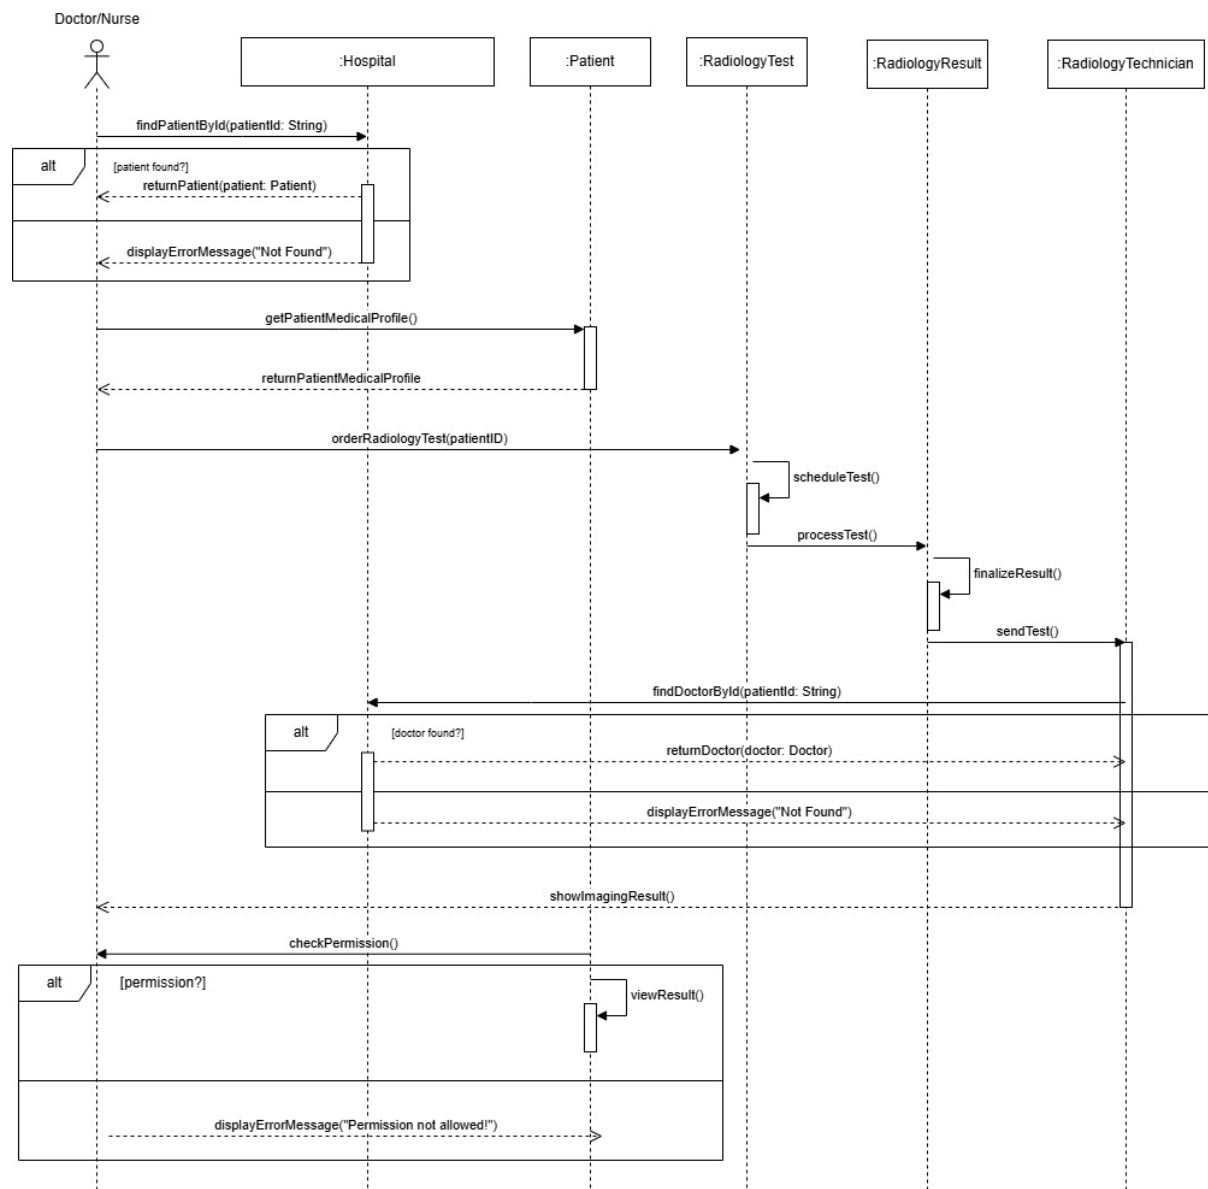 Doctor/Nurse
:Hospital
:Patient
:RadiologyTest
:RadiologyResult
:RadiologyTechnician
findPatientById(patientId: String)
alt
[patient found?]
returnPatient(patient: Patient)
displayErrorMessage("Not Found")
getPatientMedicalProfile()
returnPatientMedicalProfile
orderRadiologyTest(patientID)
scheduleTest()
processTest()
finalizeResult()
sendTest()
findDoctorById(patientId: String)
alt
[doctor found?]
returnDoctor(doctor: Doctor)
displayErrorMessage("Not Found")
showImagingResult()
checkPermission()
alt
[permission?]
viewResult()
displayErrorMessage("Permission not allowed!")